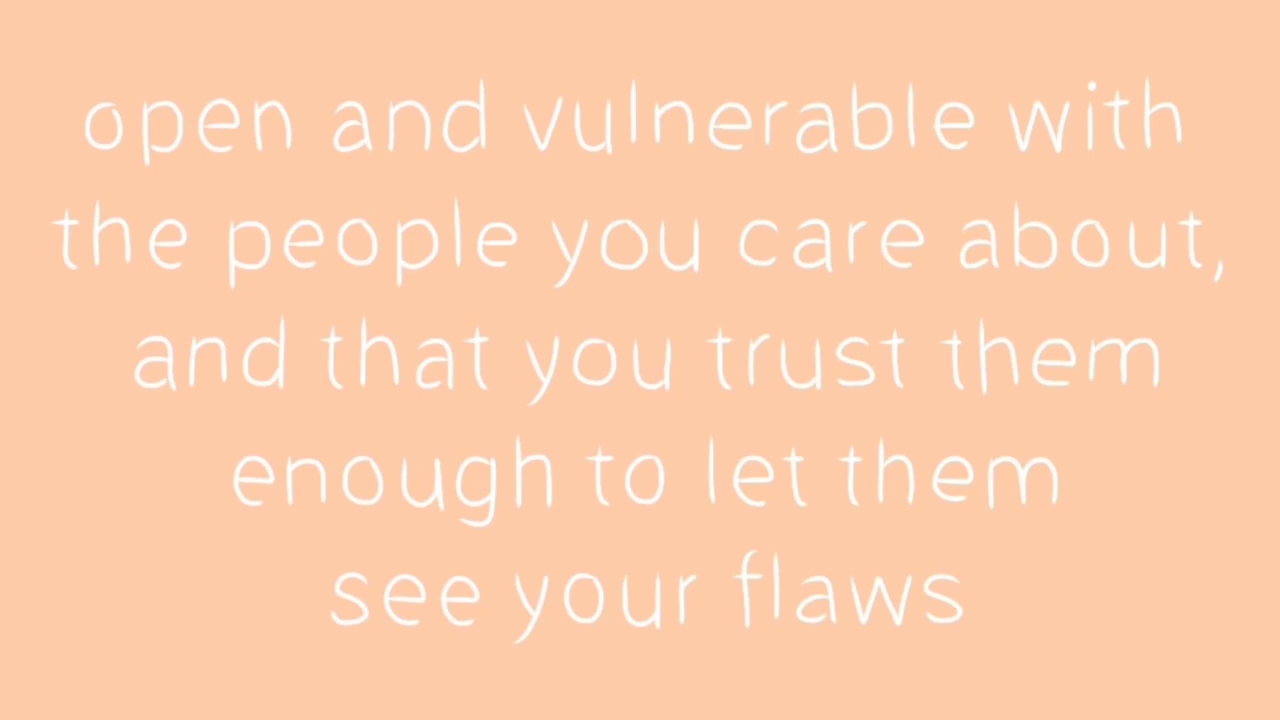 open and vulnerable with
the people you care about,
and that you trust them
enough to let them
see your flaws